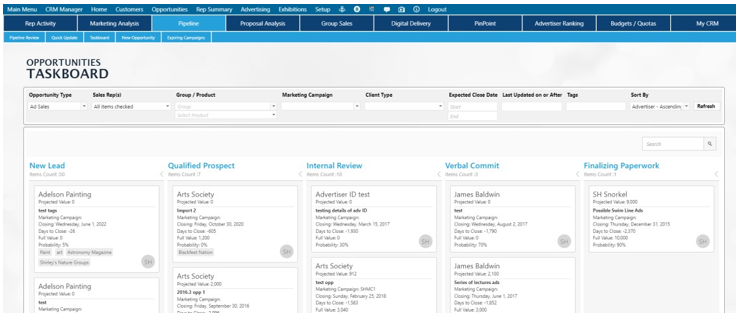 Main Menu CRM Manager Home Customers Opportunities Rep Summary Advertising Exhibitions Setup Logout
Rep Activity Marketing Analysis Pipeline Proposal Analysis Group Sales Digital Delivery PinPoint Advertiser Ranking Budgets / Quotas My CRM
Pipeline Review Quick Update Taskboard New Opportunity Expiring Campaigns
OPPORTUNITIES
TASKBOARD
Opportunity Type Sales Rep(s) Group / Product Marketing Campaign Client Type Expected Close Date Last Updated on or After Tags Sort By
Ad Sales All items checked Group Start Advertiser - Ascending Refresh
Select Product End
Search
New Lead
Items Count :50
Adelson Painting
Projected Value: 0
test tags
Marketing Campaign:
Closing: Wednesday, June 1, 2022
Days to Close: -26
Full Value: 0
Probability: 5%
Paint art Astronomy Magazine
Shirley's Nature Groups
SH
Adelson Painting
Projected Value: 0
test
Marketing Campaign:
Qualified Prospect
Items Count :7
Arts Society
Projected Value: 0
Import 2
Marketing Campaign:
Closing: Friday, October 30, 2020
Days to Close: -605
Full Value: 1,200
Probability: 0%
Blackfeet Nation
SH
Arts Society
Projected Value: 2,000
2016.3 opp 1
Marketing Campaign:
Closing: Friday, September 30, 2016
Internal Review
Items Count :10
Advertiser ID test
Projected Value: 0
testing details of adv ID
Marketing Campaign:
Closing: Wednesday, March 15, 2017
Days to Close: -1,930
Full Value: 0
Probability: 30%
SH
Arts Society
Projected Value: 912
test opp
Marketing Campaign: SHMC1
Closing: Sunday, February 25, 2018
Days to Close: -1,583
Full Value: 3,040
Verbal Commit
Items Count :3
James Baldwin
Projected Value: 0
test
Marketing Campaign:
Closing: Wednesday, August 2, 2017
Days to Close: -1,790
Full Value: 0
Probability: 70%
SH
James Baldwin
Projected Value: 2,100
Series of lectures ads
Marketing Campaign:
Closing: Thursday, June 1, 2017
Days to Close: -1,852
Full Value: 3,000
Finalizing Paperwork
Items Count :1
SH Snorkel
Projected Value: 9,000
Possible Swim Line Ads
Marketing Campaign:
Closing: Thursday, December 31, 2015
Days to Close: -2,370
Full Value: 10,000
Probability: 90%
SH